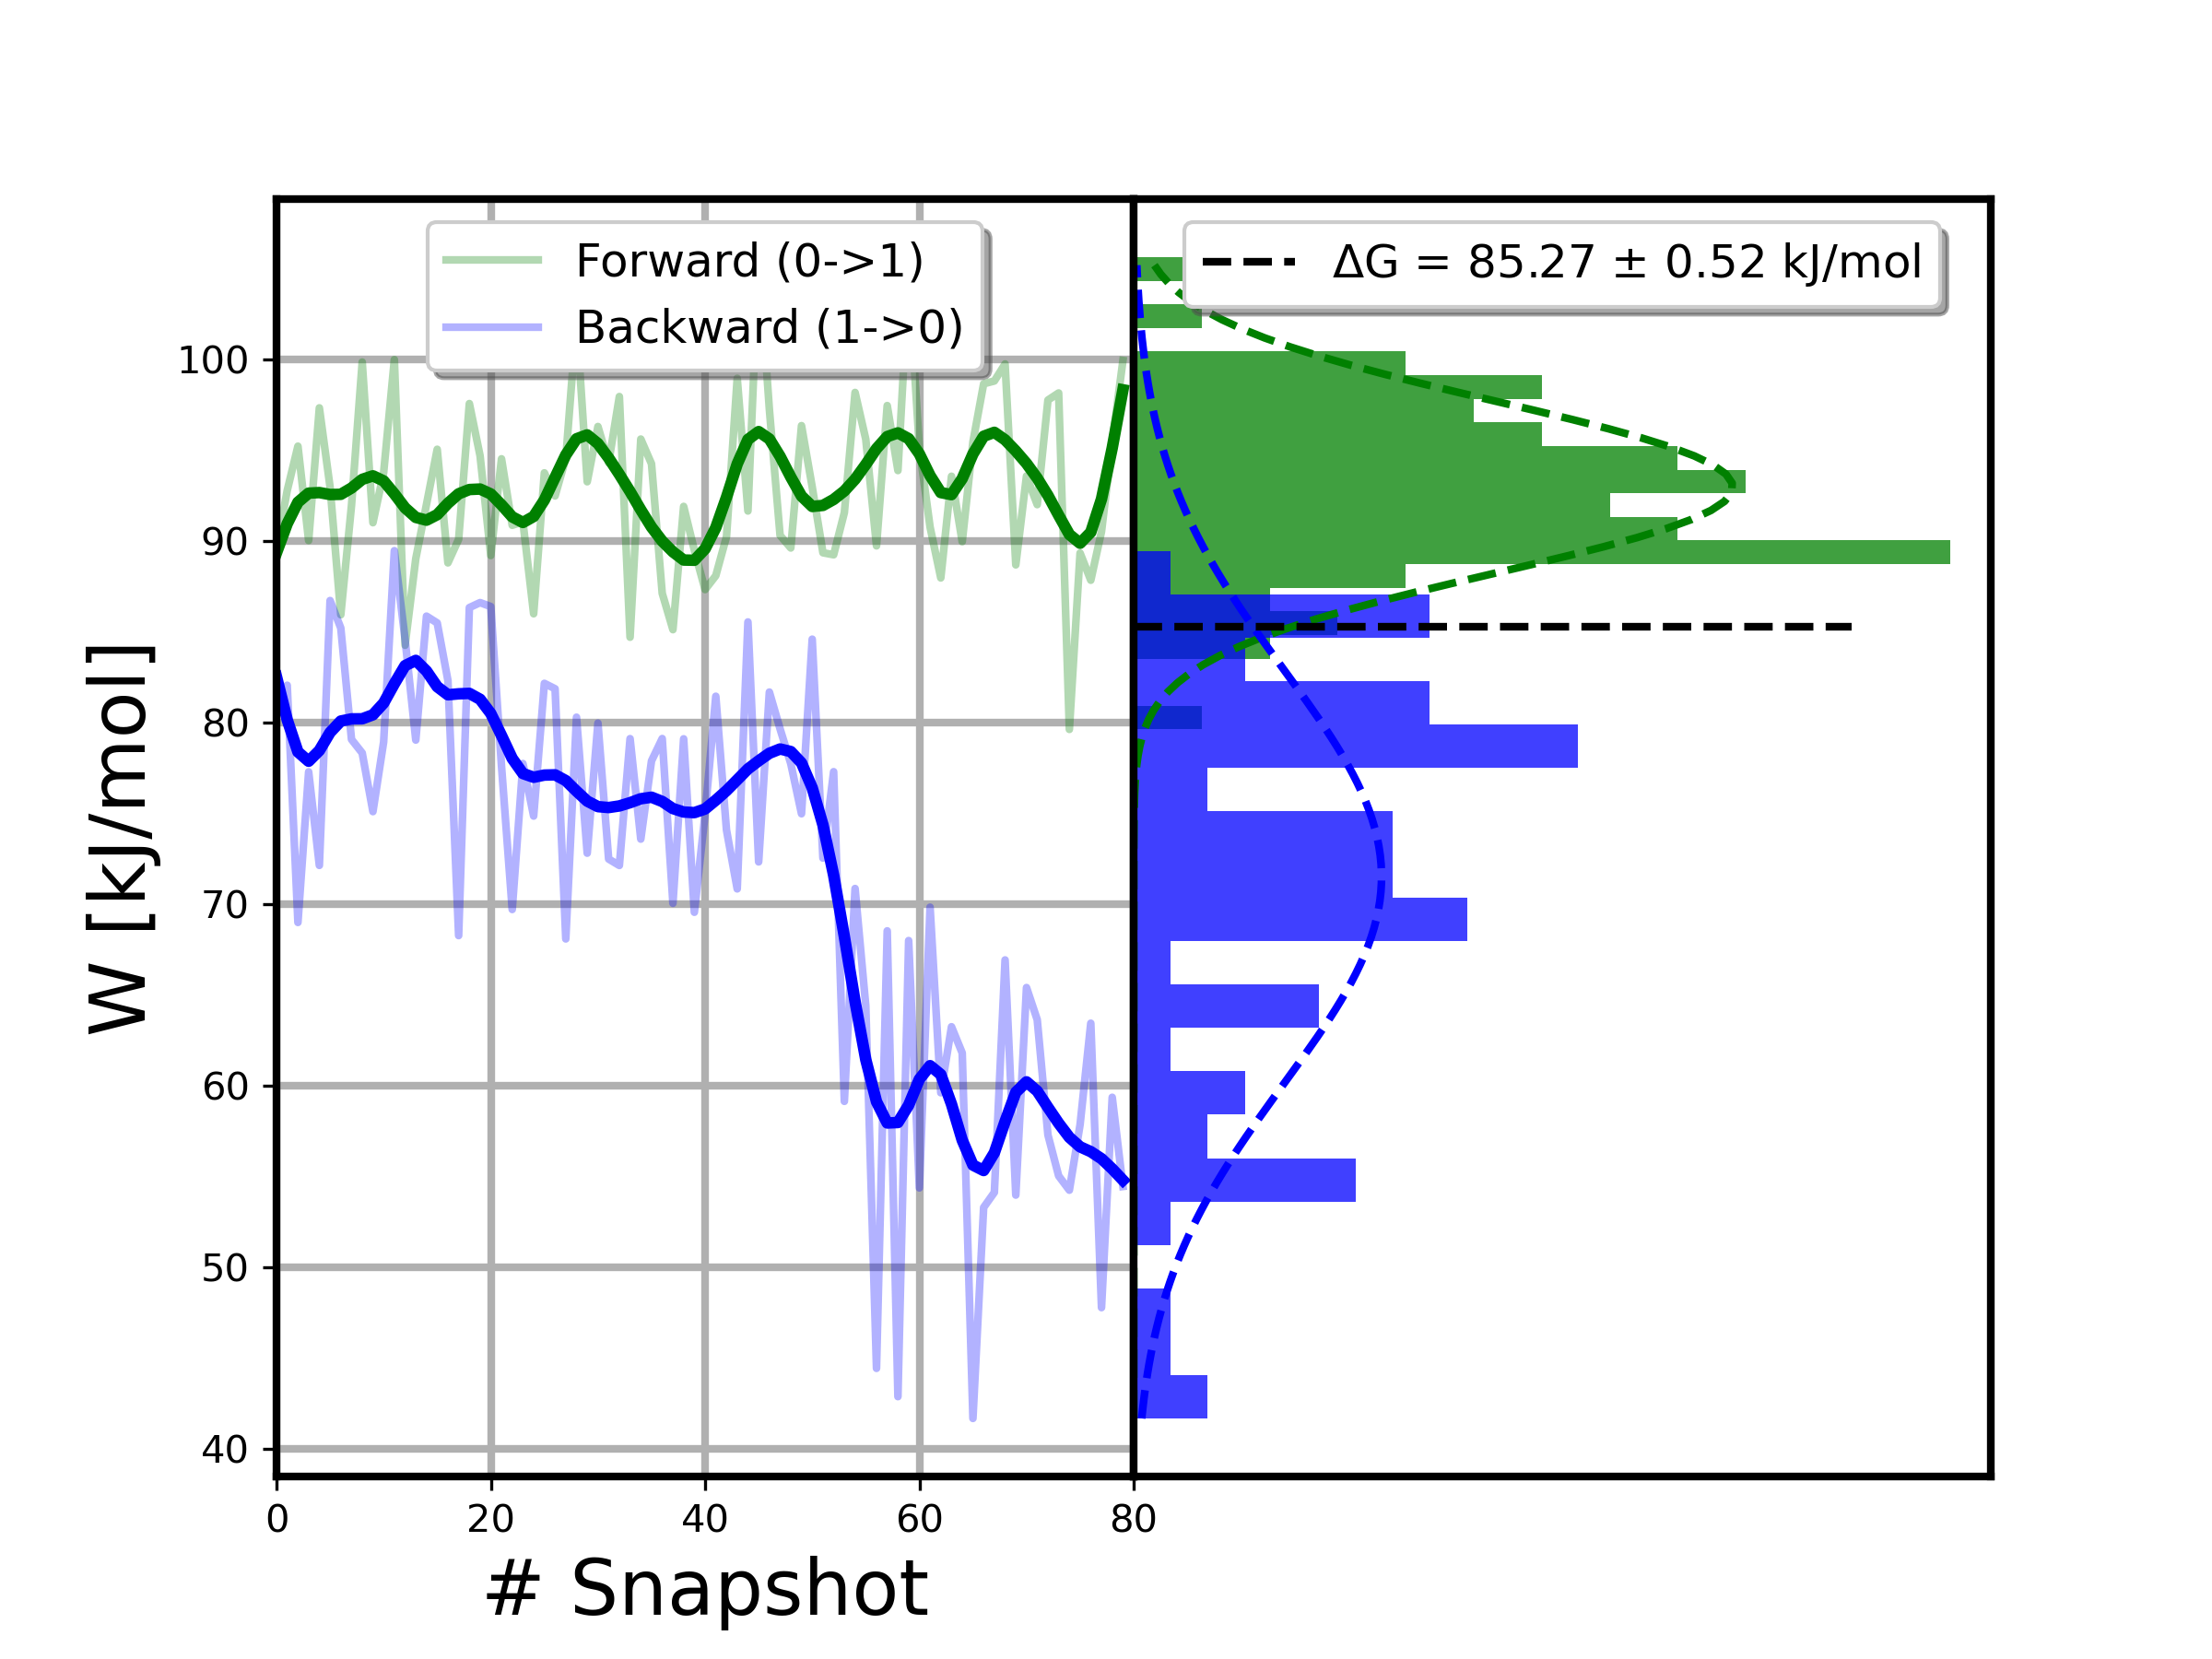 Forward (0->1)
Backward (1->0)
ΔG = 85.27 ± 0.52 kJ/mol
W [kJ/mol]
100
90
80
70
60
50
40
0 20 40 60 80
# Snapshot